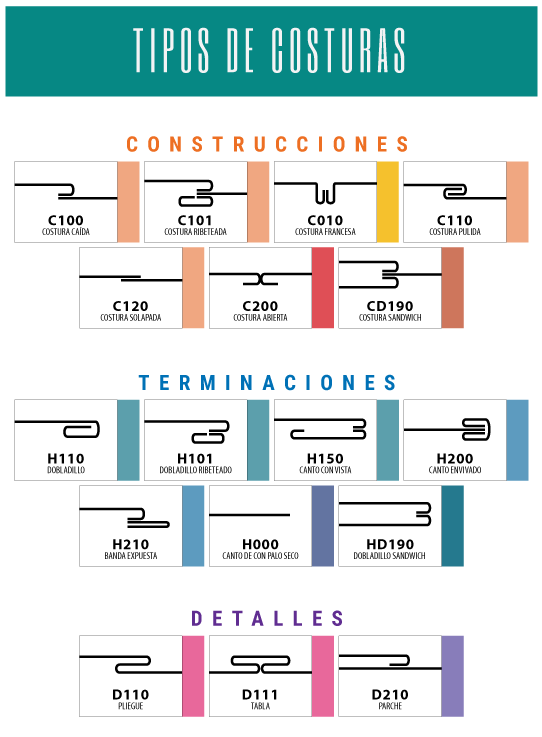 TIPOS DE COSTURAS
CONSTRUCCIONES
C100
COSTURA CAÍDA
C101
COSTURA RIBETEADA
C010
COSTURA FRANCESA
C110
COSTURA PULIDA
C120
COSTURA SOLAPADA
C200
COSTURA ABIERTA
CD190
COSTURA SANDWICH
TERMINACIONES
H110
DOBLADILLO
H101
DOBLADILLO RIBETEADO
H150
CANTO CON VISTA
H200
CANTO ENVIVADO
H210
BANDA EXPUESTA
H000
CANTO DE CON PALO SECO
HD190
DOBLADILLO SANDWICH
DETALLES
D110
PLIEGUE
D111
TABLA
D210
PARCHE